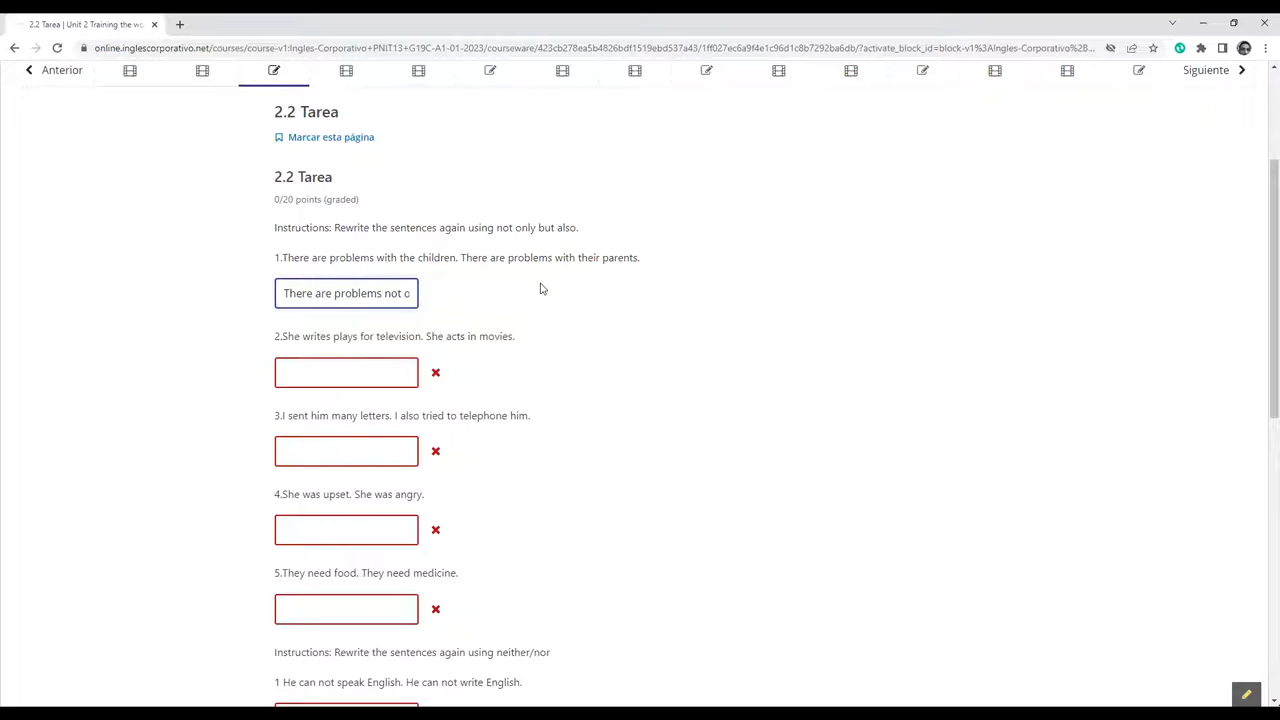 2.2 Tarea | Unit 2 Training the wo
online.inglescorporativo.net/courses/course-v1:Ingles-Corporativo+PNIT13+G19C-A1-01-2023/courseware/423cb278ea5b4826bdf1519ebd537a43/1ff027ec6a9f4e1c96d1c8b7292ba6db/?activate_block_id=block-v1%3AIngles-Corporativo%2B...
Anterior
Siguiente
2.2 Tarea
Marcar esta página
2.2 Tarea
0/20 points (graded)
Instructions: Rewrite the sentences again using not only but also.
1.There are problems with the children. There are problems with their parents.
There are problems not o
2.She writes plays for television. She acts in movies.
3.I sent him many letters. I also tried to telephone him.
4.She was upset. She was angry.
5.They need food. They need medicine.
Instructions: Rewrite the sentences again using neither/nor
1 He can not speak English. He can not write English.